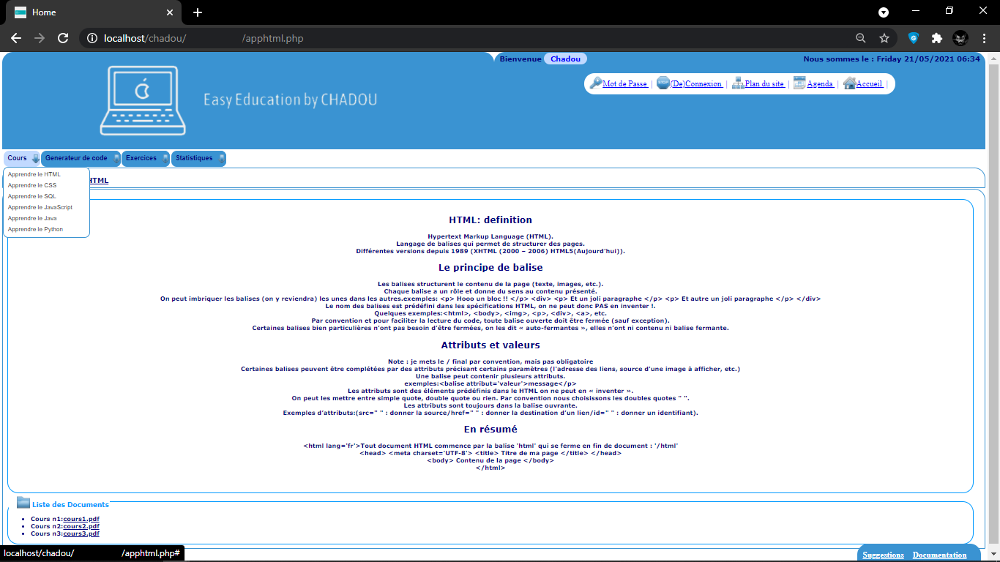 Home
localhost/chadou/ /apphtml.php
Bienvenue Chadou
Nous sommes le : Friday 21/05/2021 06:34
Easy Education by CHADOU
Mot de Passe | (De)Connexion | Plan du site | Agenda | Accueil |
Cours Generateur de code Exercices Statistiques
HTML
Apprendre le HTML
Apprendre le CSS
Apprendre le SQL
Apprendre le JavaScript
Apprendre le Java
Apprendre le Python
HTML: definition
Hypertext Markup Language (HTML).
Langage de balises qui permet de structurer des pages.
Différentes versions depuis 1989 (XHTML (2000 – 2006) HTML5(Aujourd’hui)).
Le principe de balise
Les balises structurent le contenu de la page (texte, images, etc.).
Chaque balise a un rôle et donne du sens au contenu présenté.
On peut imbriquer les balises (on y reviendra) les unes dans les autres.exemples: <p> Hooo un bloc !! </p> <div> <p> Et un joli paragraphe </p> <p> Et autre un joli paragraphe </p> </div>
Le nom des balises est prédéfini dans les spécifications HTML, on ne peut donc PAS en inventer !.
Quelques exemples:<html>, <body>, <img>, <p>, <div>, <a>, etc.
Par convention et pour faciliter la lecture du code, toute balise ouverte doit être fermée (sauf exception).
Certaines balises bien particulières n’ont pas besoin d’être fermées, on les dit « auto-fermantes », elles n’ont ni contenu ni balise fermante.
Attributs et valeurs
Note : je mets le / final par convention, mais pas obligatoire
Certaines balises peuvent être complétées par des attributs précisant certains paramètres (l’adresse des liens, source d’une image à afficher, etc.)
Une balise peut contenir plusieurs attributs.
exemples:<balise attribut='valeur'>message</p>
Les attributs sont des éléments prédéfinis dans le HTML on ne peut en « inventer ».
On peut les mettre entre simple quote, double quote ou rien. Par convention nous choisissons les doubles quotes " ".
Les attributs sont toujours dans la balise ouvrante.
Exemples d’attributs:(src=" " : donner la source/href=" " : donner la destination d’un lien/id=" " : donner un identifiant).
En résumé
<html lang='fr'>Tout document HTML commence par la balise 'html' qui se ferme en fin de document : '/html'
<head> <meta charset='UTF-8'> <title> Titre de ma page </title> </head>
<body> Contenu de la page </body>
</html>
Liste des Documents
Cours n1:cours1.pdf
Cours n2:cours2.pdf
Cours n3:cours3.pdf
localhost/chadou/ /apphtml.php#
Suggestions Documentation